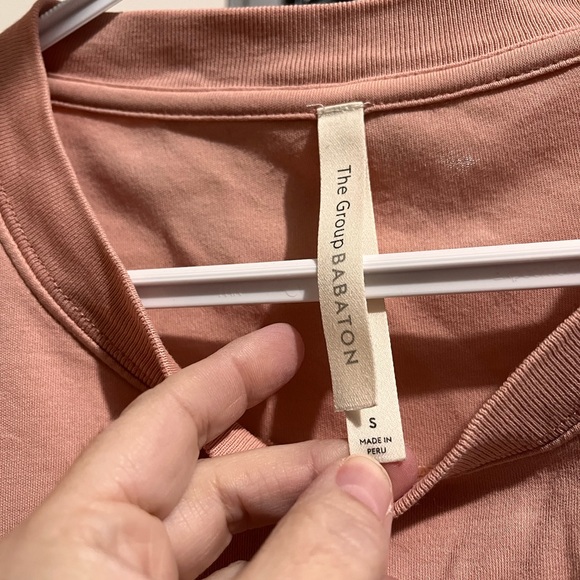 The Group BABATON
S
MADE IN
PERU